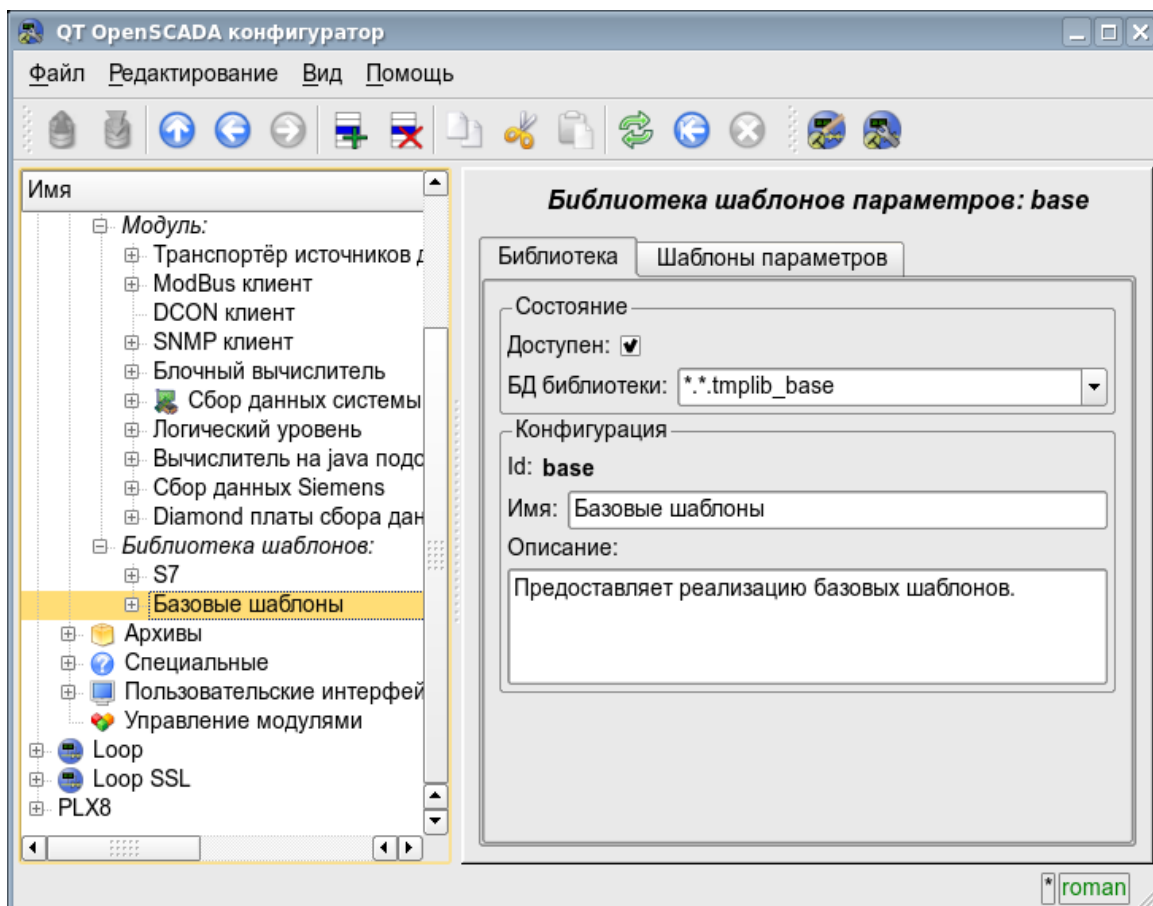 QT OpenSCADA конфигуратор
Файл Редактирование Вид Помощь
Имя
Модуль:
Транспортёр источников д
ModBus клиент
DCON клиент
SNMP клиент
Блочный вычислитель
Сбор данных системы
Логический уровень
Вычислитель на java подо
Сбор данных Siemens
Diamond платы сбора дан
Библиотека шаблонов:
S7
Базовые шаблоны
Архивы
Специальные
Пользовательские интерфей
Управление модулями
Loop
Loop SSL
PLX8
Библиотека шаблонов параметров: base
Библиотека Шаблоны параметров
Состояние
Доступен:
БД библиотеки: *.*.tmplib_base
Конфигурация
Id: base
Имя: Базовые шаблоны
Описание:
Предоставляет реализацию базовых шаблонов.
* roman